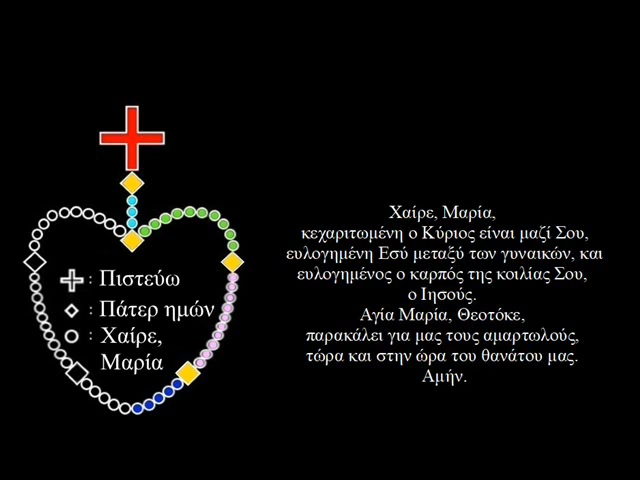 : Πιστεύω
: Πάτερ ημών
: Χαίρε,
Μαρία
Χαίρε, Μαρία,
κεχαριτωμένη ο Κύριος είναι μαζί Σου,
ευλογημένη Εσύ μεταξύ των γυναικών, και
ευλογημένος ο καρπός της κοιλίας Σου,
ο Ιησούς.
Αγία Μαρία, Θεοτόκε,
παρακάλει για μας τους αμαρτωλούς,
τώρα και στην ώρα του θανάτου μας.
Αμήν.